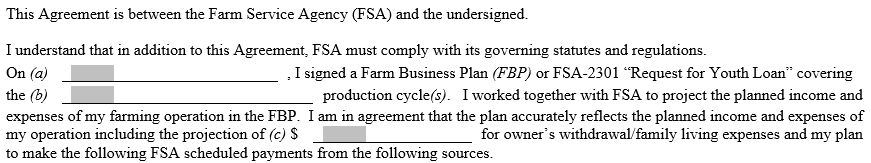 This Agreement is between the Farm Service Agency (FSA) and the undersigned.
I understand that in addition to this Agreement, FSA must comply with its governing statutes and regulations.
On (a) , I signed a Farm Business Plan (FBP) or FSA-2301 “Request for Youth Loan” covering
the (b) production cycle(s). I worked together with FSA to project the planned income and
expenses of my farming operation in the FBP. I am in agreement that the plan accurately reflects the planned income and expenses of
my operation including the projection of (c) $ for owner’s withdrawal/family living expenses and my plan
to make the following FSA scheduled payments from the following sources.